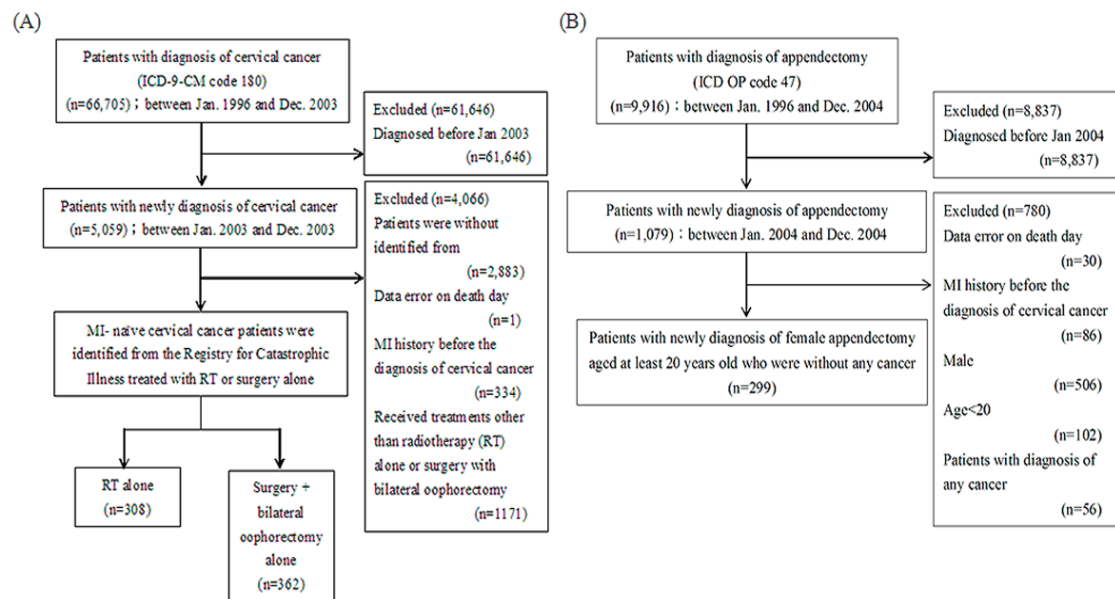 (A)
Patients with diagnosis of cervical cancer
(ICD-9-CM code 180)
(n=66,705)；between Jan. 1996 and Dec. 2003
Excluded (n=61,646)
Diagnosed before Jan 2003
(n=61,646)
Patients with newly diagnosis of cervical cancer
(n=5,059)；between Jan. 2003 and Dec. 2003
Excluded (n=4,066)
Patients were without
identified from
(n=2,883)
Data error on death day
(n=1)
MI history before the
diagnosis of cervical cancer
(n=334)
Received treatments other
than radiotherapy (RT)
alone or surgery with
bilateral oophorectomy
(n=1171)
MI- naïve cervical cancer patients were
identified from the Registry for Catastrophic
Illness treated with RT or surgery alone
RT alone
(n=308)
Surgery +
bilateral
oophorectomy
alone
(n=362)
(B)
Patients with diagnosis of appendectomy
(ICD OP code 47)
(n=9,916)：between Jan. 1996 and Dec. 2004
Excluded (n=8,837)
Diagnosed before Jan 2004
(n=8,837)
Patients with newly diagnosis of appendectomy
(n=1,079)：between Jan. 2004 and Dec. 2004
Excluded (n=780)
Data error on death day
(n=30)
MI history before the
diagnosis of cervical cancer
(n=86)
Male
(n=506)
Age<20
(n=102)
Patients with diagnosis of
any cancer
(n=56)
Patients with newly diagnosis of female appendectomy
aged at least 20 years old who were without any cancer
(n=299)